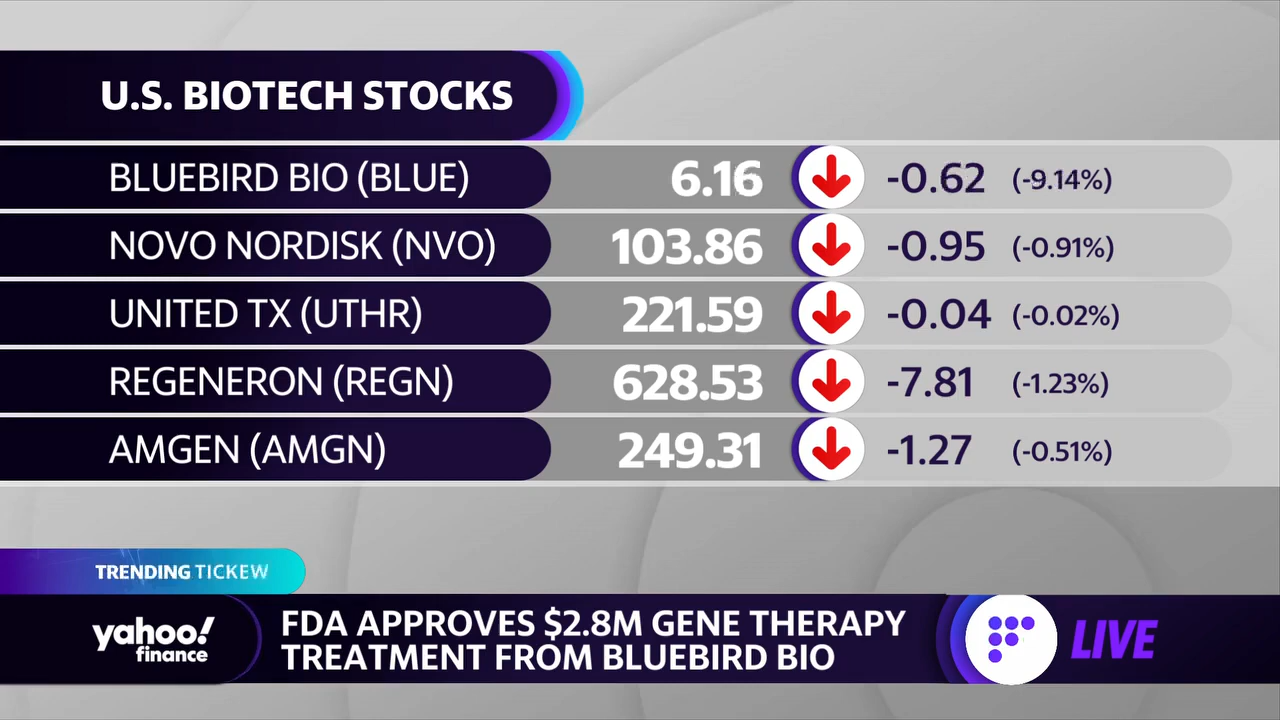 U.S. BIOTECH STOCKS
BLUEBIRD BIO (BLUE) 6.16 -0.62 (-9.14%)
NOVO NORDISK (NVO) 103.86 -0.95 (-0.91%)
UNITED TX (UTHR) 221.59 -0.04 (-0.02%)
REGENERON (REGN) 628.53 -7.81 (-1.23%)
AMGEN (AMGN) 249.31 -1.27 (-0.51%)
TRENDING TICKEW
yahoo!
finance
FDA APPROVES $2.8M GENE THERAPY
TREATMENT FROM BLUEBIRD BIO
LIVE